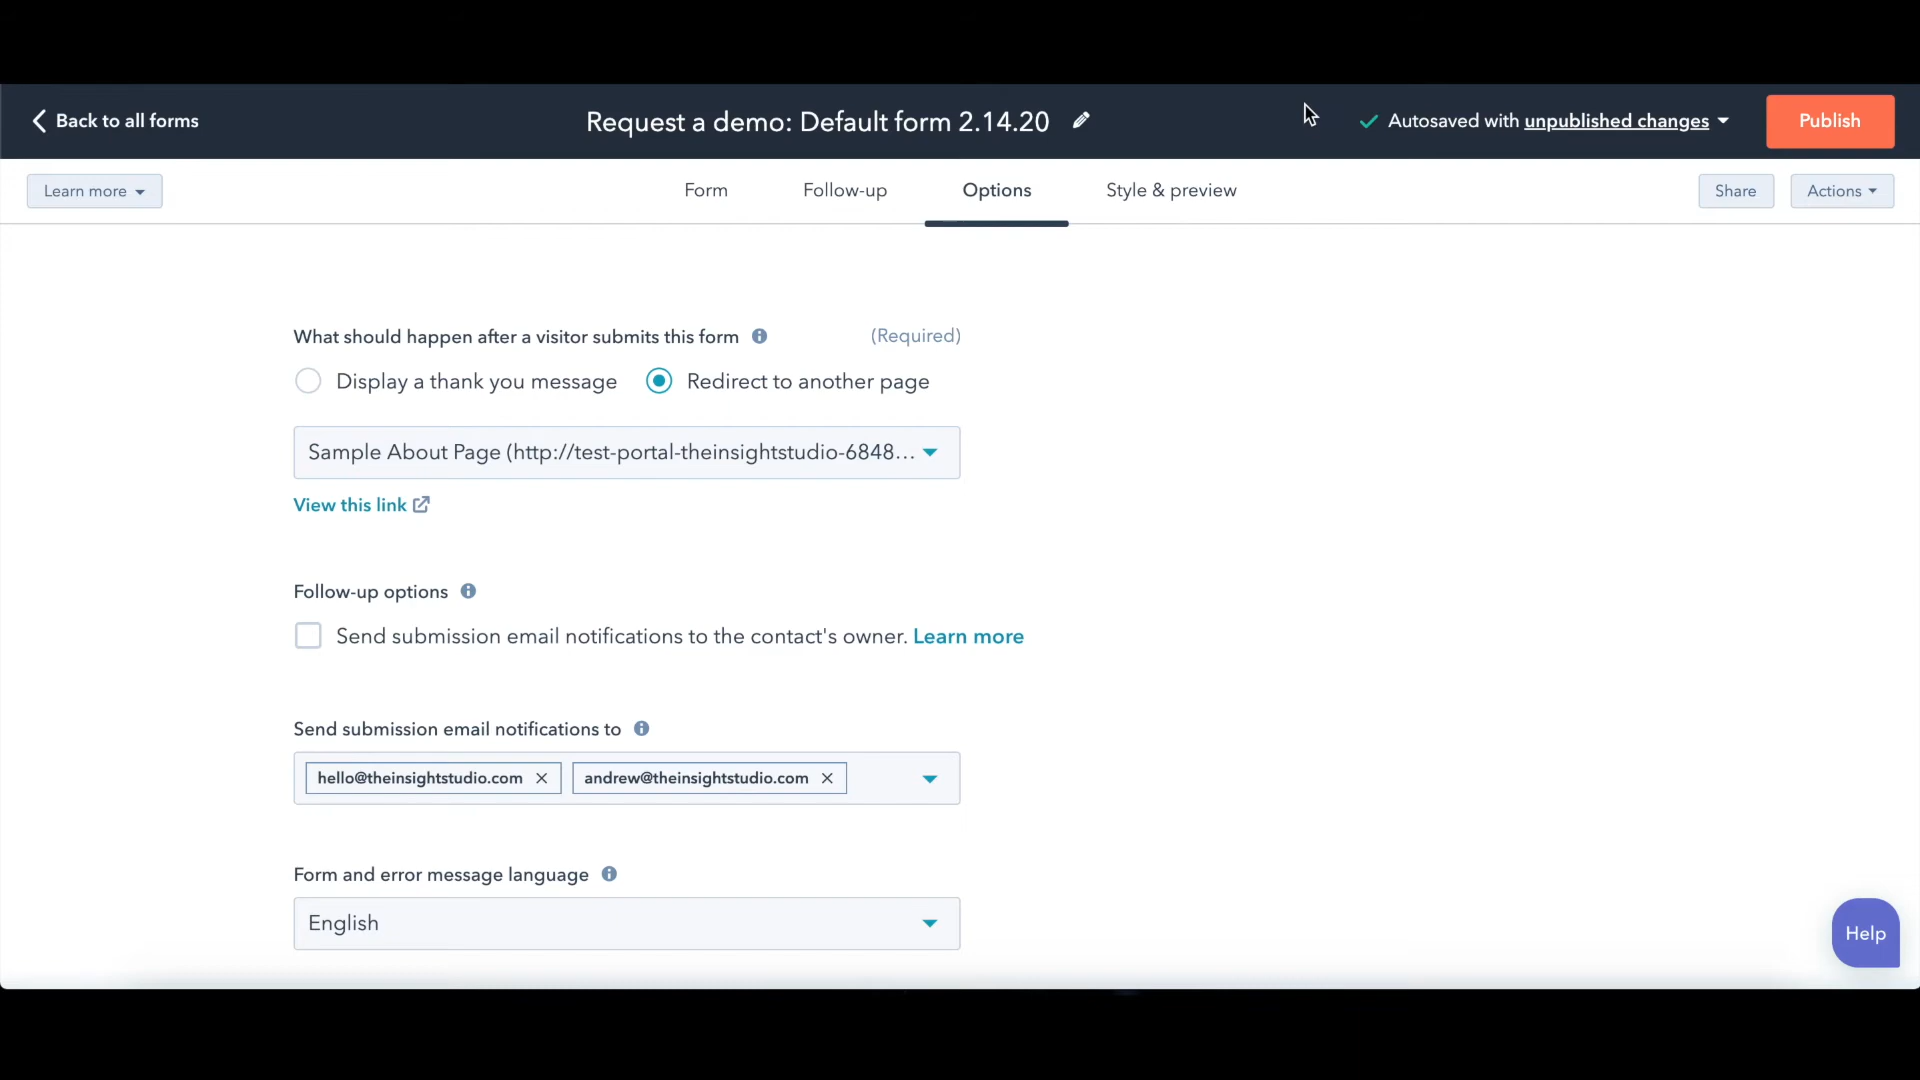 Back to all forms
Request a demo: Default form 2.14.20
Autosaved with unpublished changes
Publish
Learn more
Form
Follow-up
Options
Style & preview
Share
Actions
What should happen after a visitor submits this form
(Required)
Display a thank you message
Redirect to another page
Sample About Page (http://test-portal-theinsightstudio-6848...
View this link
Follow-up options
Send submission email notifications to the contact's owner. Learn more
Send submission email notifications to
hello@theinsightstudio.com
andrew@theinsightstudio.com
Form and error message language
English
Help